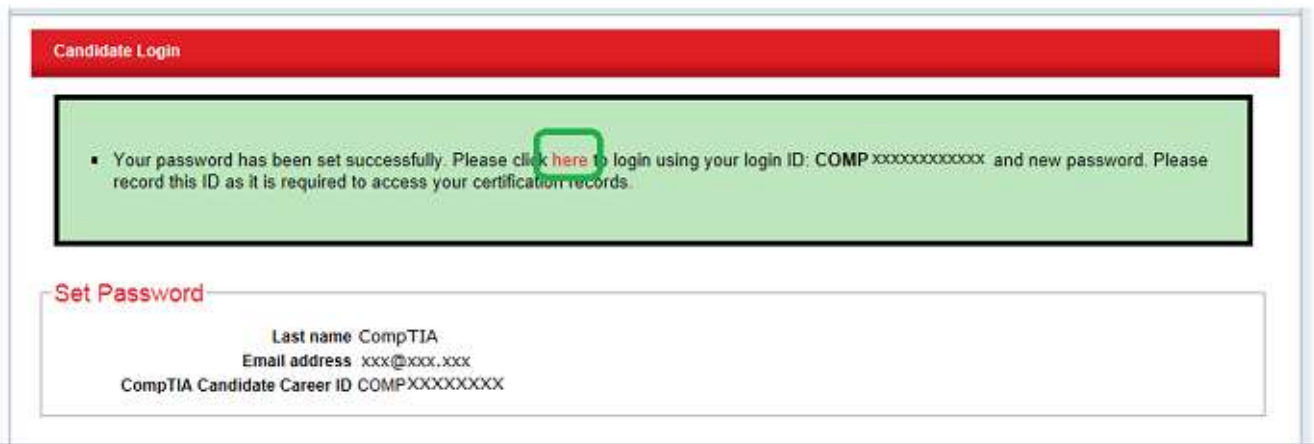 Candidate Login
Your password has been set successfully. Please click here to login using your login ID: COMP xxxxxxxxxxxx and new password. Please
record this ID as it is required to access your certification records.
Set Password
Last name CompTIA
Email address xxx@xxx.xxx
CompTIA Candidate Career ID COMPXXXXXXXX